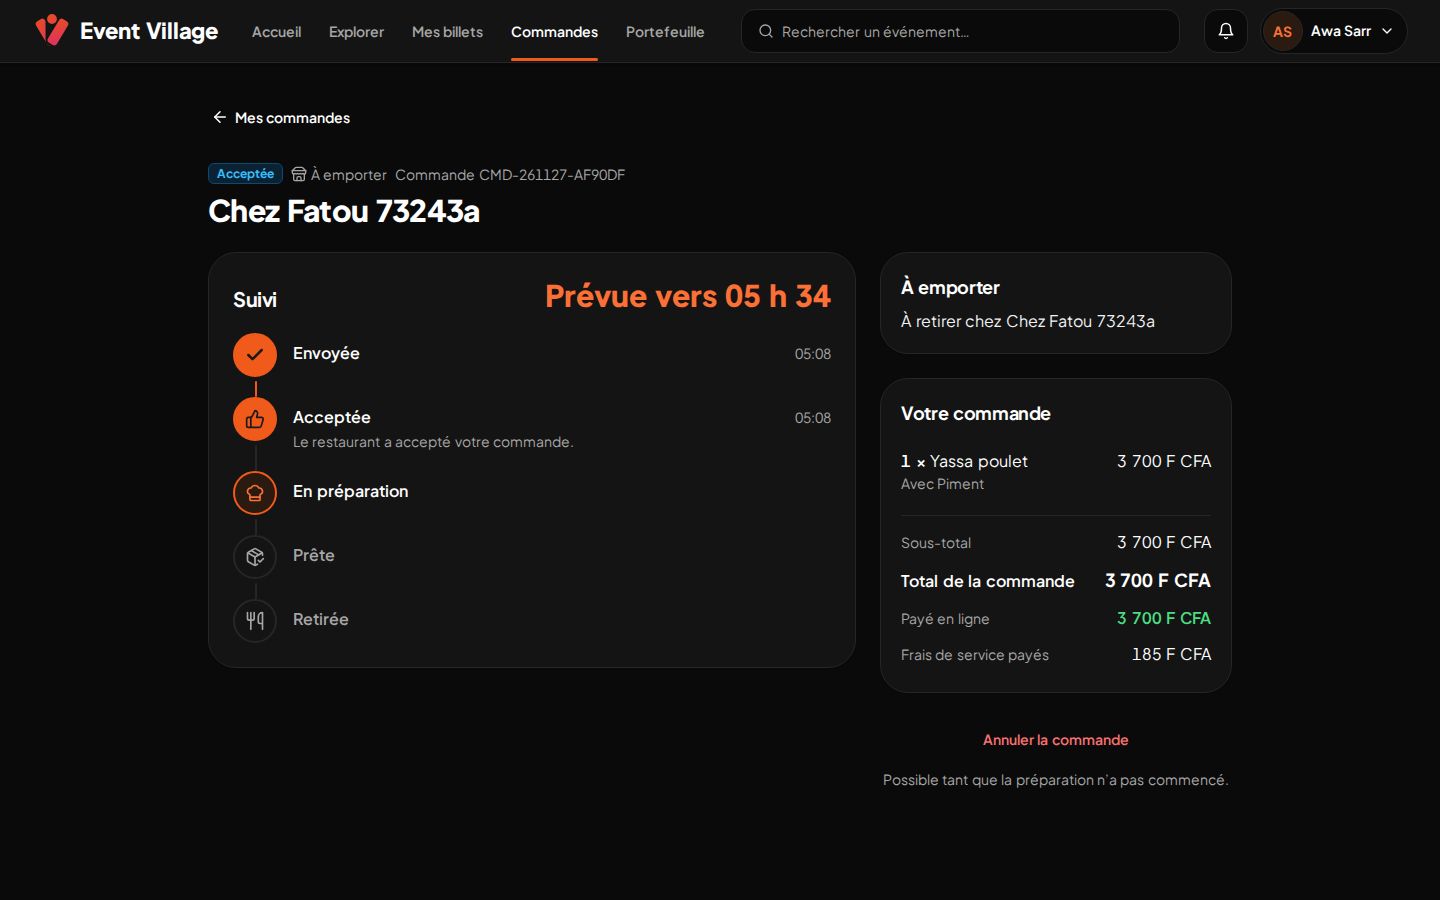 Event Village
Accueil
Explorer
Mes billets
Commandes
Portefeuille
Rechercher un événement…
AS
Awa Sarr
Mes commandes
Acceptée
À emporter
Commande CMD-261127-AF90DF
Chez Fatou 73243a
Suivi
Prévue vers 05 h 34
Envoyée
05:08
Acceptée
05:08
Le restaurant a accepté votre commande.
En préparation
Prête
Retirée
À emporter
À retirer chez Chez Fatou 73243a
Votre commande
1 × Yassa poulet
3 700 F CFA
Avec Piment
Sous-total
3 700 F CFA
Total de la commande
3 700 F CFA
Payé en ligne
3 700 F CFA
Frais de service payés
185 F CFA
Annuler la commande
Possible tant que la préparation n'a pas commencé.